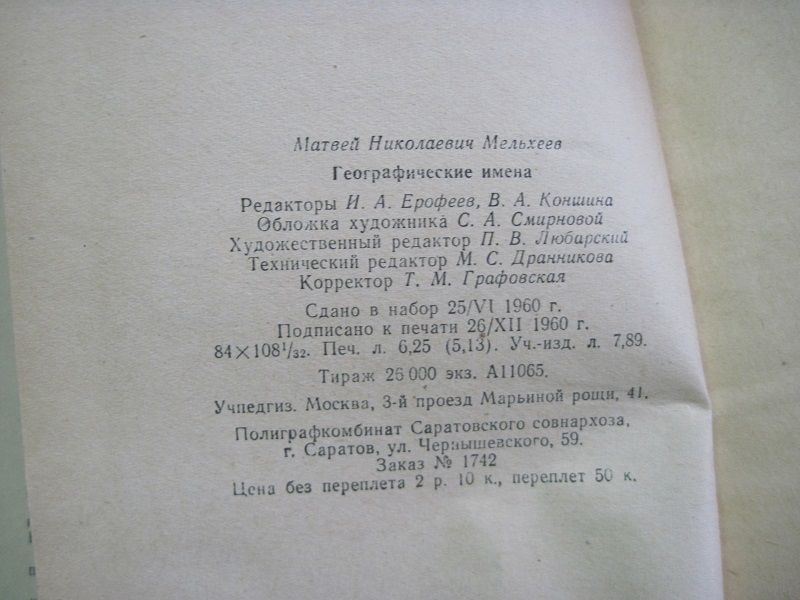 Матвей Николаевич Мельхеев
Географические имена
Редакторы И. А. Ерофеев, В. А. Коншина
Обложка художника С. А. Смирновой
Художественный редактор П. В. Любарский
Технический редактор М. С. Дранникова
Корректор Т. М. Графовская
Сдано в набор 25/VI 1960 г.
Подписано к печати 26/XII 1960 г.
84×108¹/₃₂. Печ. л. 6,25 (5,13). Уч.-изд. л. 7,89.
Тираж 26 000 экз. А11065.
Учпедгиз. Москва, 3-й проезд Марьиной рощи, 41.
Полиграфкомбинат Саратовского совнархоза,
г. Саратов, ул. Чернышевского, 59.
Заказ № 1742
Цена без переплета 2 р. 10 к., переплет 50 к.